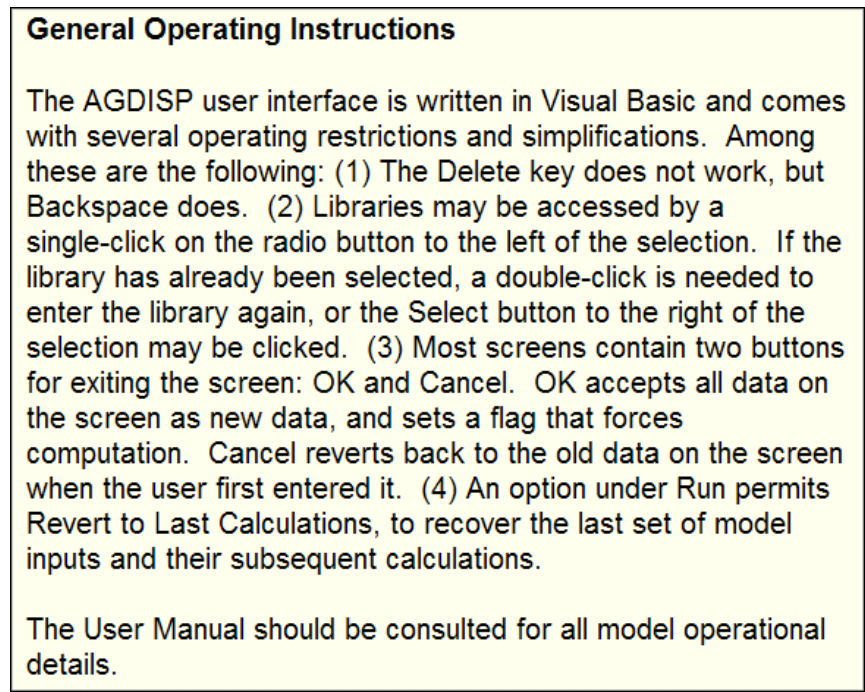 General Operating Instructions
The AGDISP user interface is written in Visual Basic and comes
with several operating restrictions and simplifications.  Among
these are the following: (1) The Delete key does not work, but
Backspace does.  (2) Libraries may be accessed by a
single-click on the radio button to the left of the selection.  If the
library has already been selected, a double-click is needed to
enter the library again, or the Select button to the right of the
selection may be clicked.  (3) Most screens contain two buttons
for exiting the screen: OK and Cancel.  OK accepts all data on
the screen as new data, and sets a flag that forces
computation.  Cancel reverts back to the old data on the screen
when the user first entered it.  (4) An option under Run permits
Revert to Last Calculations, to recover the last set of model
inputs and their subsequent calculations.
The User Manual should be consulted for all model operational
details.